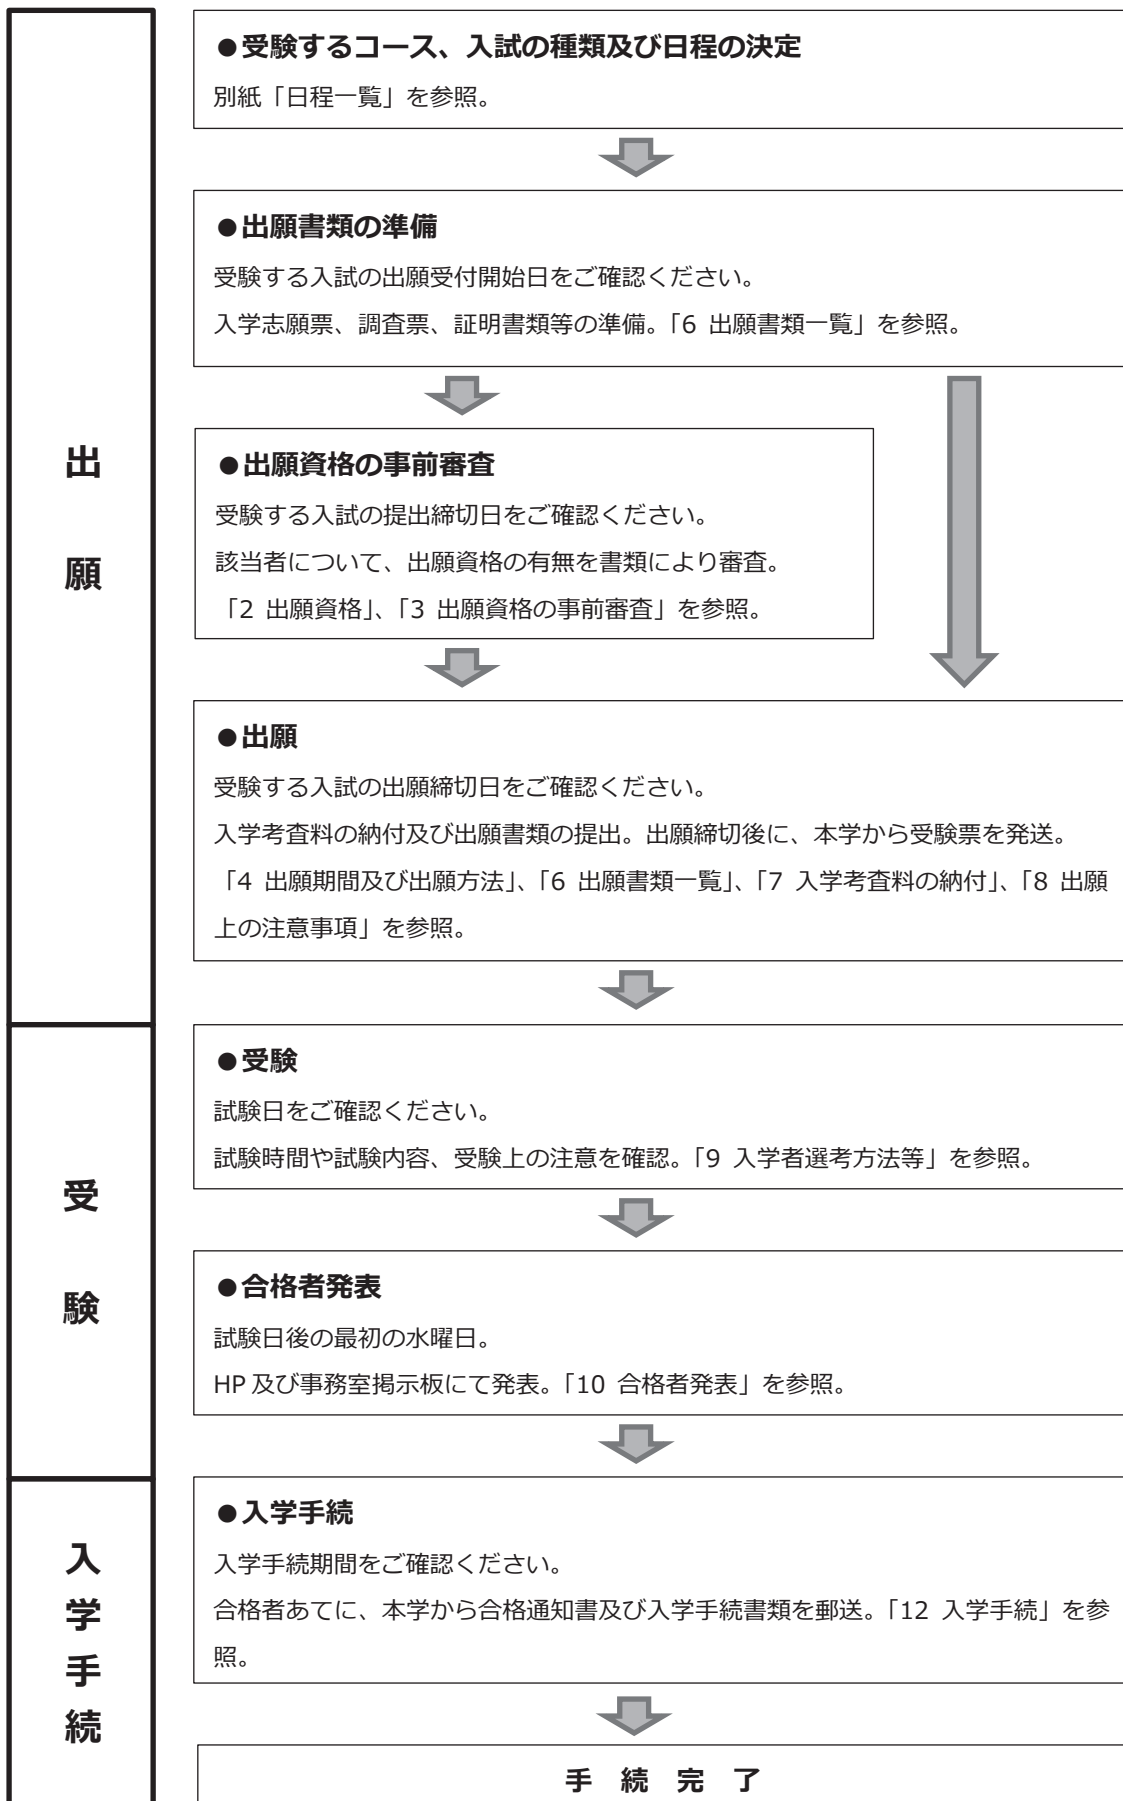 出願
●受験するコース、入試の種類及び日程の決定
別紙「日程一覧」を参照。
●出願書類の準備
受験する入試の出願受付開始日をご確認ください。
入学志願票、調査票、証明書類等の準備。「6 出願書類一覧」を参照。
●出願資格の事前審査
受験する入試の提出締切日をご確認ください。
該当者について、出願資格の有無を書類により審査。
「2 出願資格」、「3 出願資格の事前審査」を参照。
●出願
受験する入試の出願締切日をご確認ください。
入学考査料の納付及び出願書類の提出。出願締切後に、本学から受験票を発送。
「4 出願期間及び出願方法」、「6 出願書類一覧」、「7 入学考査料の納付」、「8 出願
上の注意事項」を参照。
受験
●受験
試験日をご確認ください。
試験時間や試験内容、受験上の注意を確認。「9 入学者選考方法等」を参照。
●合格者発表
試験日後の最初の水曜日。
HP 及び事務室掲示板にて発表。「10 合格者発表」を参照。
入学手続
●入学手続
入学手続期間をご確認ください。
合格者あてに、本学から合格通知書及び入学手続書類を郵送。「12 入学手続」を参
照。
手 続 完 了